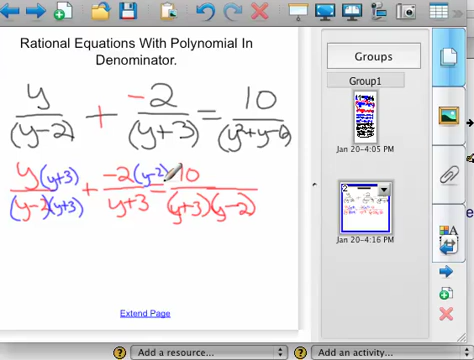 Rational Equations With Polynomial In
Denominator.
y/(y-2) + -2/(y+3) = 10/(y²+y-6)
y(y+3)/(y-2)(y+3) + -2(y-2)/y+3 = 10/(y+3)(y-2)
Extend Page
Groups
Group1
Jan 20--4:05 PM
2
Jan 20--4:16 PM
Add a resource...
Add an activity...